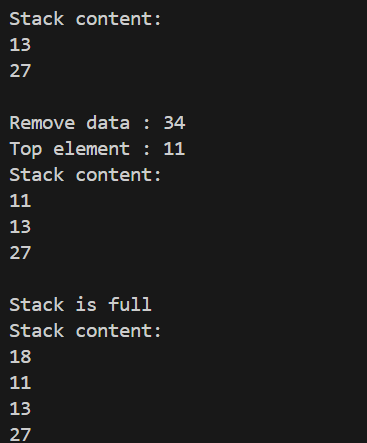 Stack content:
13
27
Remove data : 34
Top element : 11
Stack content:
11
13
27
Stack is full
Stack content:
18
11
13
27